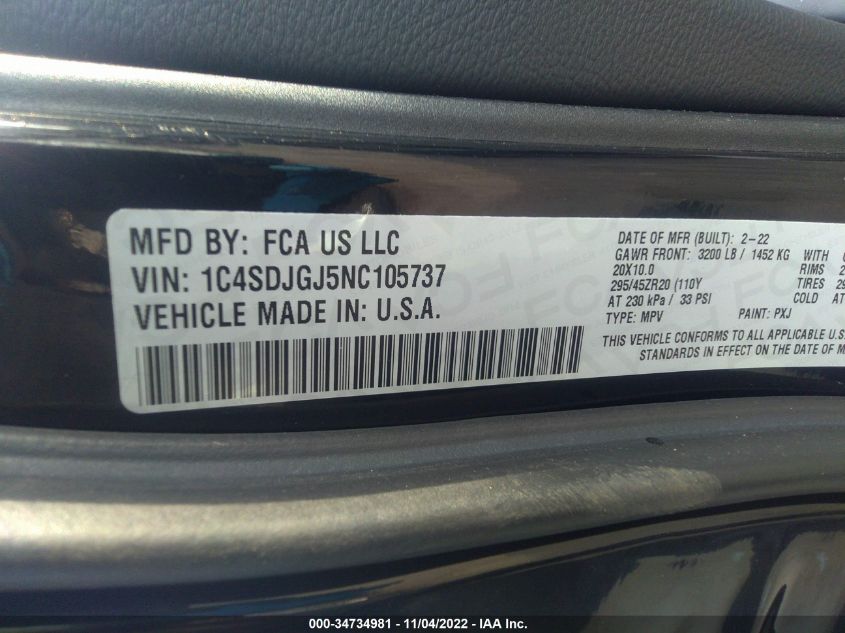 MFD BY: FCA US LLC
VIN: 1C4SDJGJ5NC105737
VEHICLE MADE IN: U.S.A.
DATE OF MFR (BUILT): 2-22
GAWR FRONT: 3200 LB / 1452 KG WITH
20X10.0 RIMS 2
295/45ZR20 (110Y TIRES 29
AT 230 kPa / 33 PSI COLD AT
TYPE: MPV PAINT: PXJ
THIS VEHICLE CONFORMS TO ALL APPLICABLE U.S.
STANDARDS IN EFFECT ON THE DATE OF M
000-34734981 - 11/04/2022 - IAA Inc.